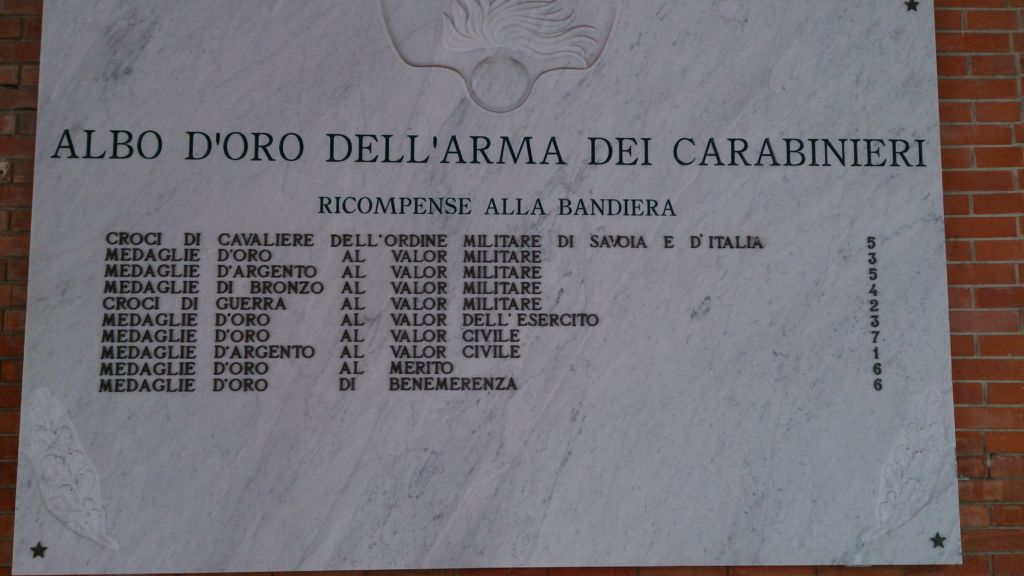 ALBO D'ORO DELL'ARMA DEI CARABINIERI
RICOMPENSE ALLA BANDIERA
CROCI DI CAVALIERE DELL'ORDINE MILITARE DI SAVOIA E D'ITALIA 5
MEDAGLIE D'ORO AL VALOR MILITARE 3
MEDAGLIE D'ARGENTO AL VALOR MILITARE 5
MEDAGLIE DI BRONZO AL VALOR MILITARE 4
CROCI DI GUERRA AL VALOR MILITARE 2
MEDAGLIE D'ORO AL VALOR DELL'ESERCITO 3
MEDAGLIE D'ORO AL VALOR CIVILE 7
MEDAGLIE D'ARGENTO AL VALOR CIVILE 1
MEDAGLIE D'ORO AL MERITO 6
MEDAGLIE D'ORO DI BENEMERENZA 6